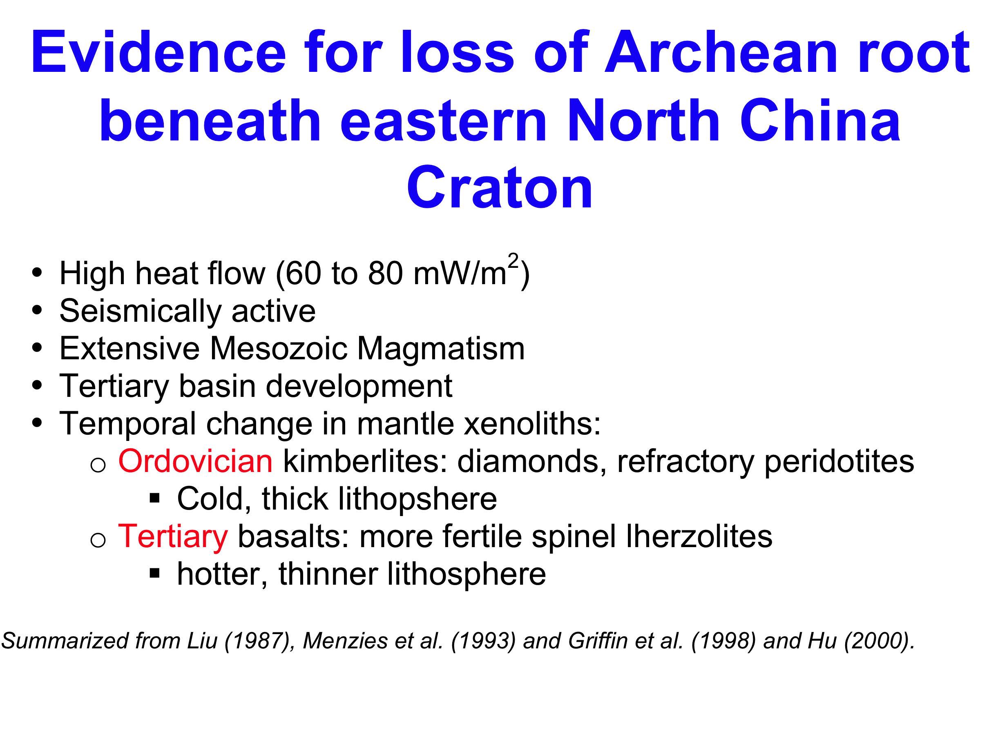 Evidence for loss of Archean root
beneath eastern North China
Craton
• High heat flow (60 to 80 mW/m²)
• Seismically active
• Extensive Mesozoic Magmatism
• Tertiary basin development
• Temporal change in mantle xenoliths:
o Ordovician kimberlites: diamonds, refractory peridotites
▪ Cold, thick lithopshere
o Tertiary basalts: more fertile spinel lherzolites
▪ hotter, thinner lithosphere
Summarized from Liu (1987), Menzies et al. (1993) and Griffin et al. (1998) and Hu (2000).